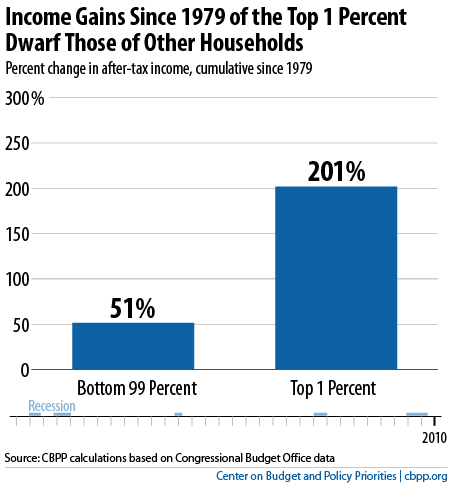 Income Gains Since 1979 of the Top 1 Percent
Dwarf Those of Other Households
Percent change in after-tax income, cumulative since 1979
300%
250
201%
200
150
100
51%
50
0
Bottom 99 Percent
Top 1 Percent
Recession
2010
Source: CBPP calculations based on Congressional Budget Office data
Center on Budget and Policy Priorities | cbpp.org